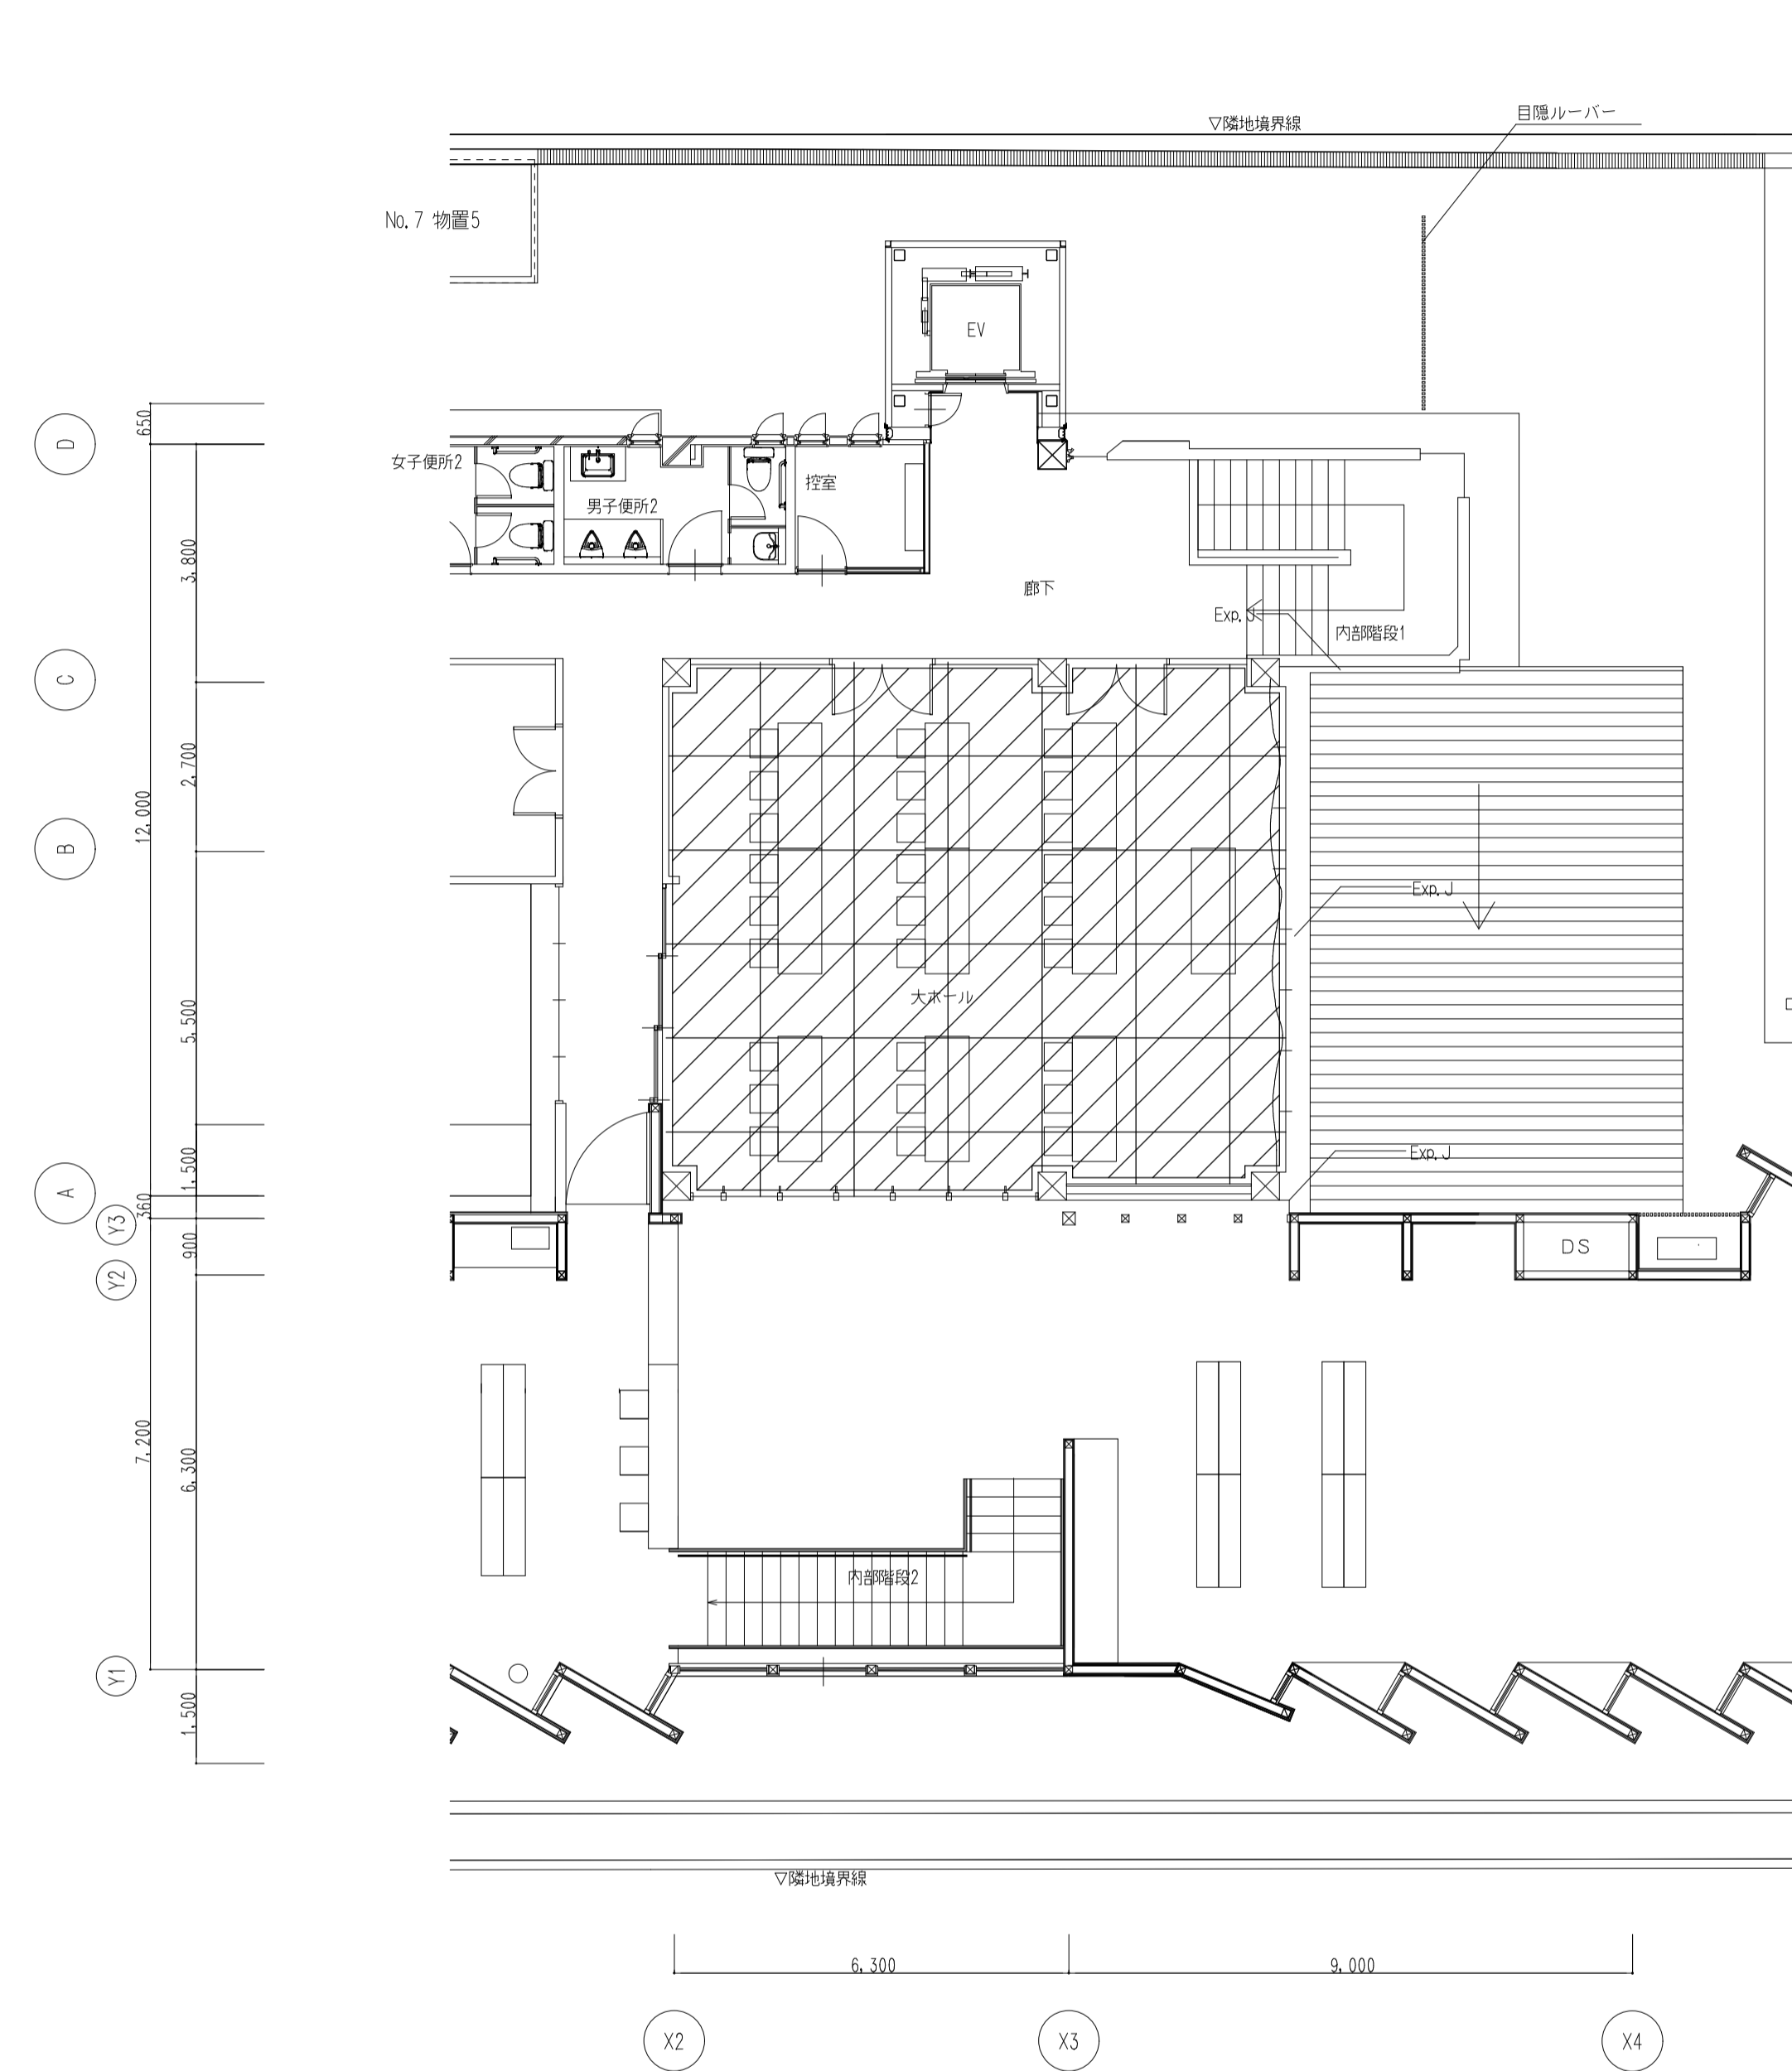 目隠ルーバー
▽隣地境界線
No.7 物置5
EV
650
D
女子便所2
控室
男子便所2
3,800
廊下
Exp.J
内部階段1
C
2,700
12,000
B
Exp.J
大ホール
5,500
Exp.J
1,500
A
360
Y3
900
DS
Y2
7,200
6,300
内部階段2
Y1
1,500
▽隣地境界線
6,300
9,000
X2
X3
X4